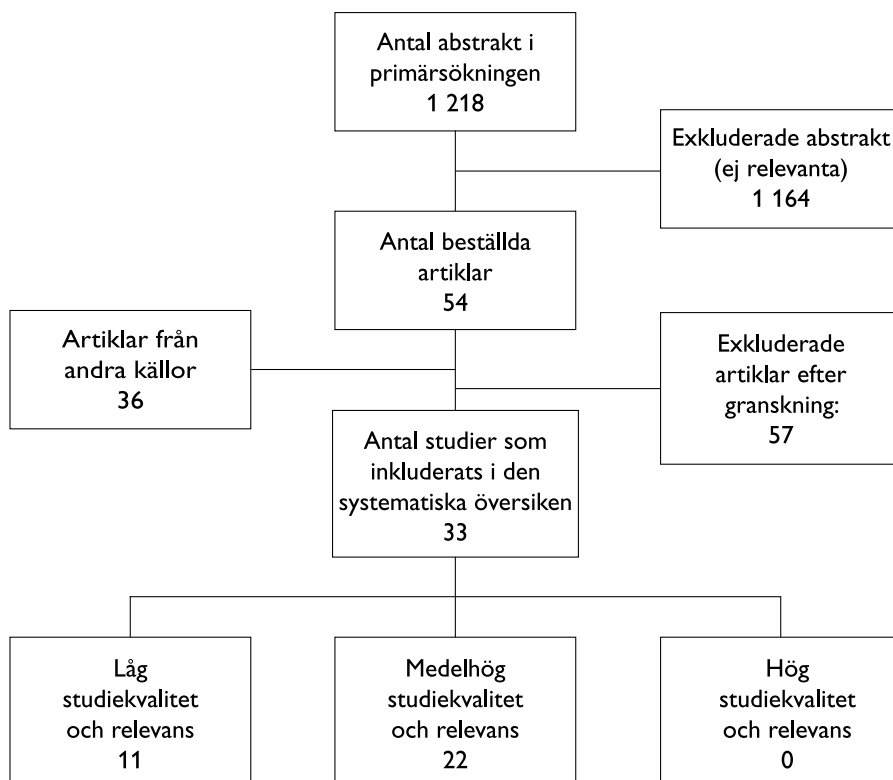 Antal abstrakt i
primärsökningen
1 218
Exkluderade abstrakt
(ej relevanta)
1 164
Antal beställda
artiklar
54
Artiklar från
andra källor
36
Exkluderade
artiklar efter
granskning:
57
Antal studier som
inkluderats i den
systematiska översiken
33
Låg
studiekvalitet
och relevans
11
Medelhög
studiekvalitet
och relevans
22
Hög
studiekvalitet
och relevans
0